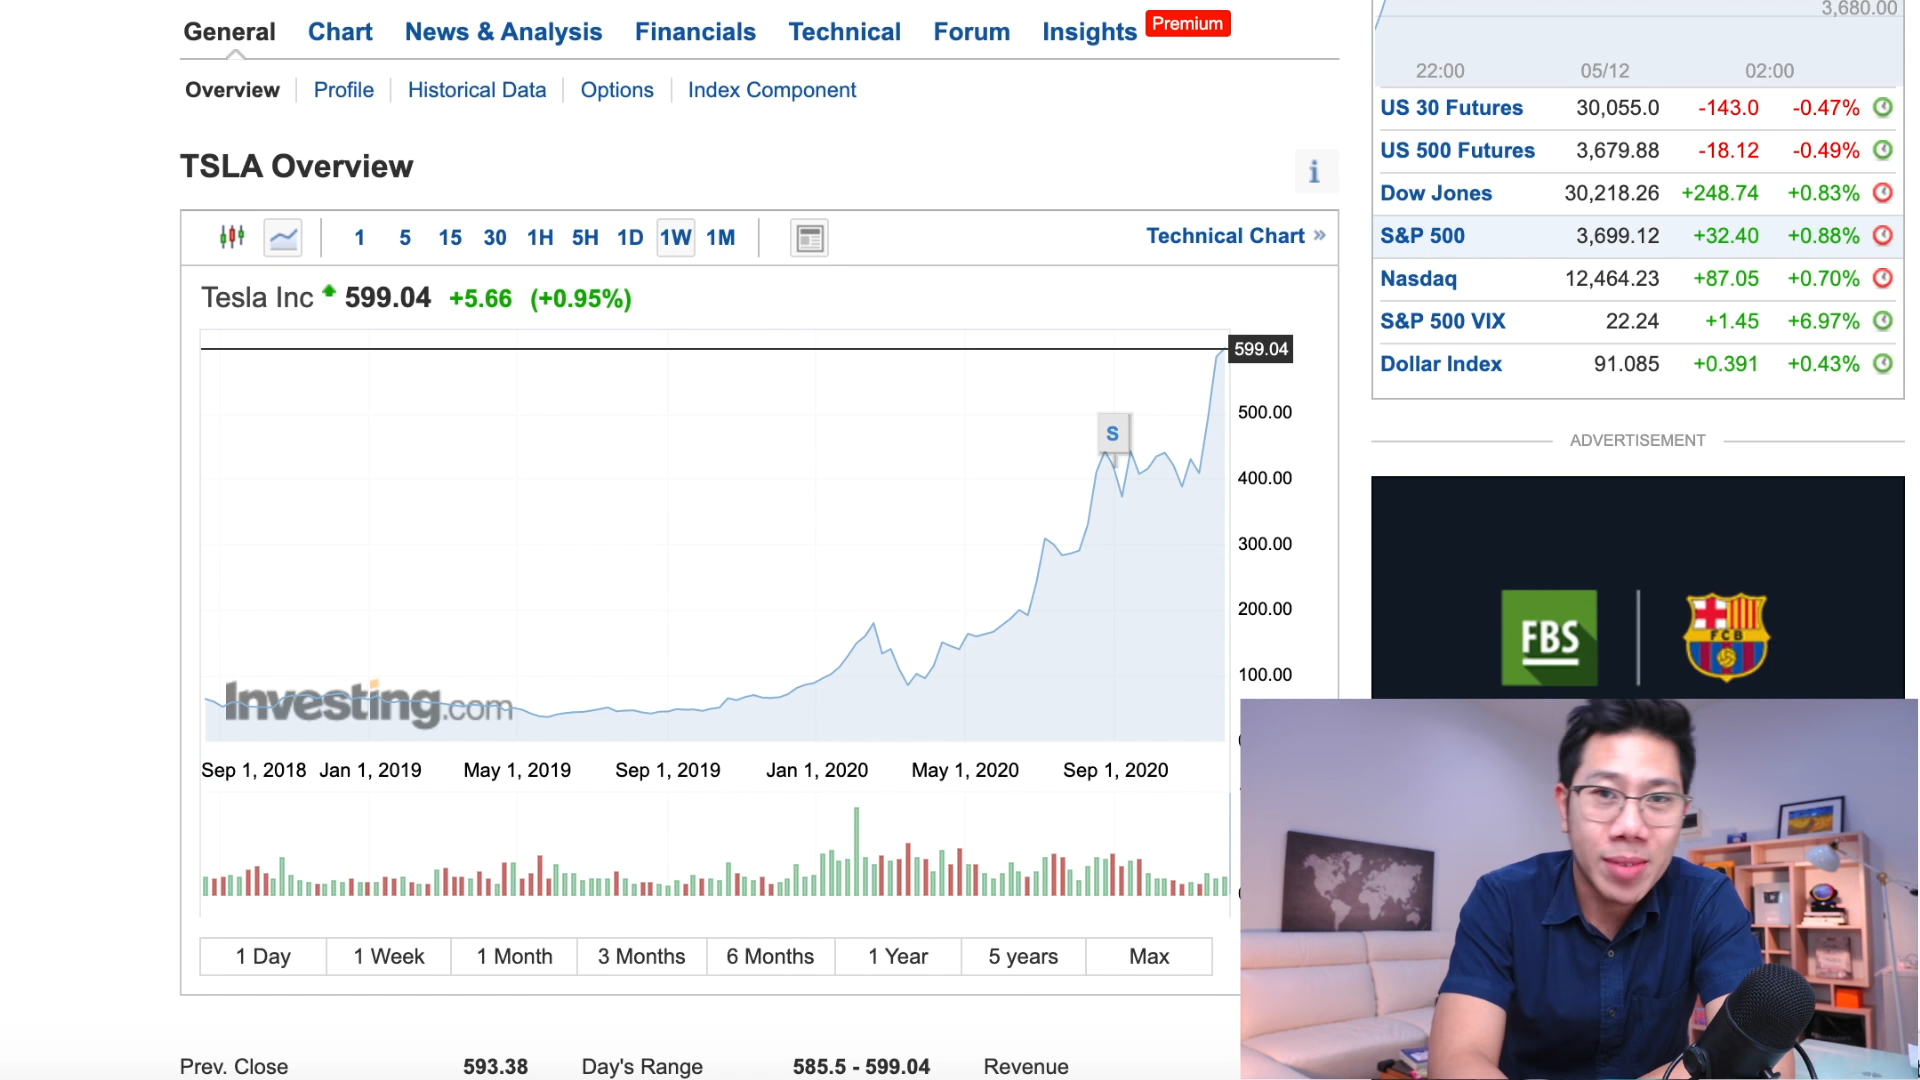 General Chart News & Analysis Financials Technical Forum Insights Premium
Overview Profile Historical Data Options Index Component
TSLA Overview
i
1 5 15 30 1H 5H 1D 1W 1M
Technical Chart »
Tesla Inc 599.04 +5.66 (+0.95%)
599.04
500.00
S
400.00
300.00
200.00
100.00
Investing.com
Sep 1, 2018 Jan 1, 2019 May 1, 2019 Sep 1, 2019 Jan 1, 2020 May 1, 2020 Sep 1, 2020
1 Day 1 Week 1 Month 3 Months 6 Months 1 Year 5 years Max
Prev. Close 593.38 Day's Range 585.5 - 599.04 Revenue
3,680.00
22:00 05/12 02:00
US 30 Futures 30,055.0 -143.0 -0.47%
US 500 Futures 3,679.88 -18.12 -0.49%
Dow Jones 30,218.26 +248.74 +0.83%
S&P 500 3,699.12 +32.40 +0.88%
Nasdaq 12,464.23 +87.05 +0.70%
S&P 500 VIX 22.24 +1.45 +6.97%
Dollar Index 91.085 +0.391 +0.43%
ADVERTISEMENT
FBS
FCB